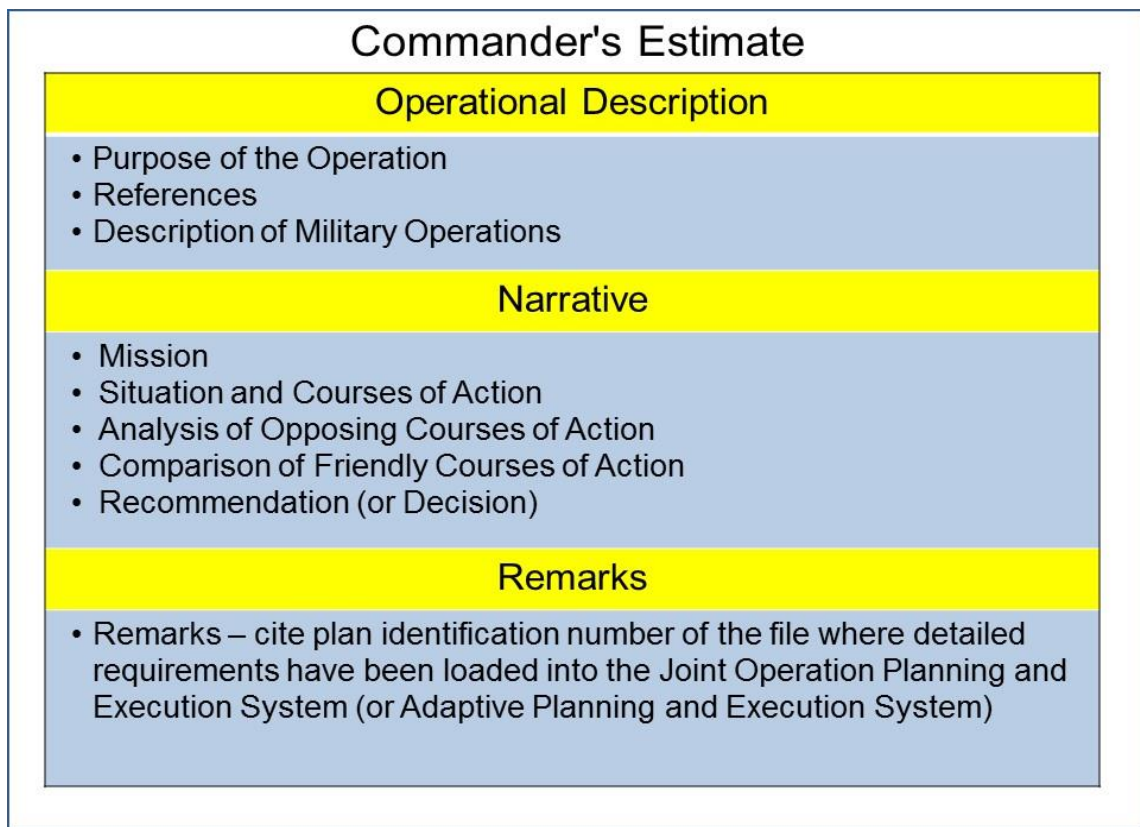 Commander's Estimate
Operational Description
• Purpose of the Operation
• References
• Description of Military Operations
Narrative
• Mission
• Situation and Courses of Action
• Analysis of Opposing Courses of Action
• Comparison of Friendly Courses of Action
• Recommendation (or Decision)
Remarks
• Remarks – cite plan identification number of the file where detailed
requirements have been loaded into the Joint Operation Planning and
Execution System (or Adaptive Planning and Execution System)